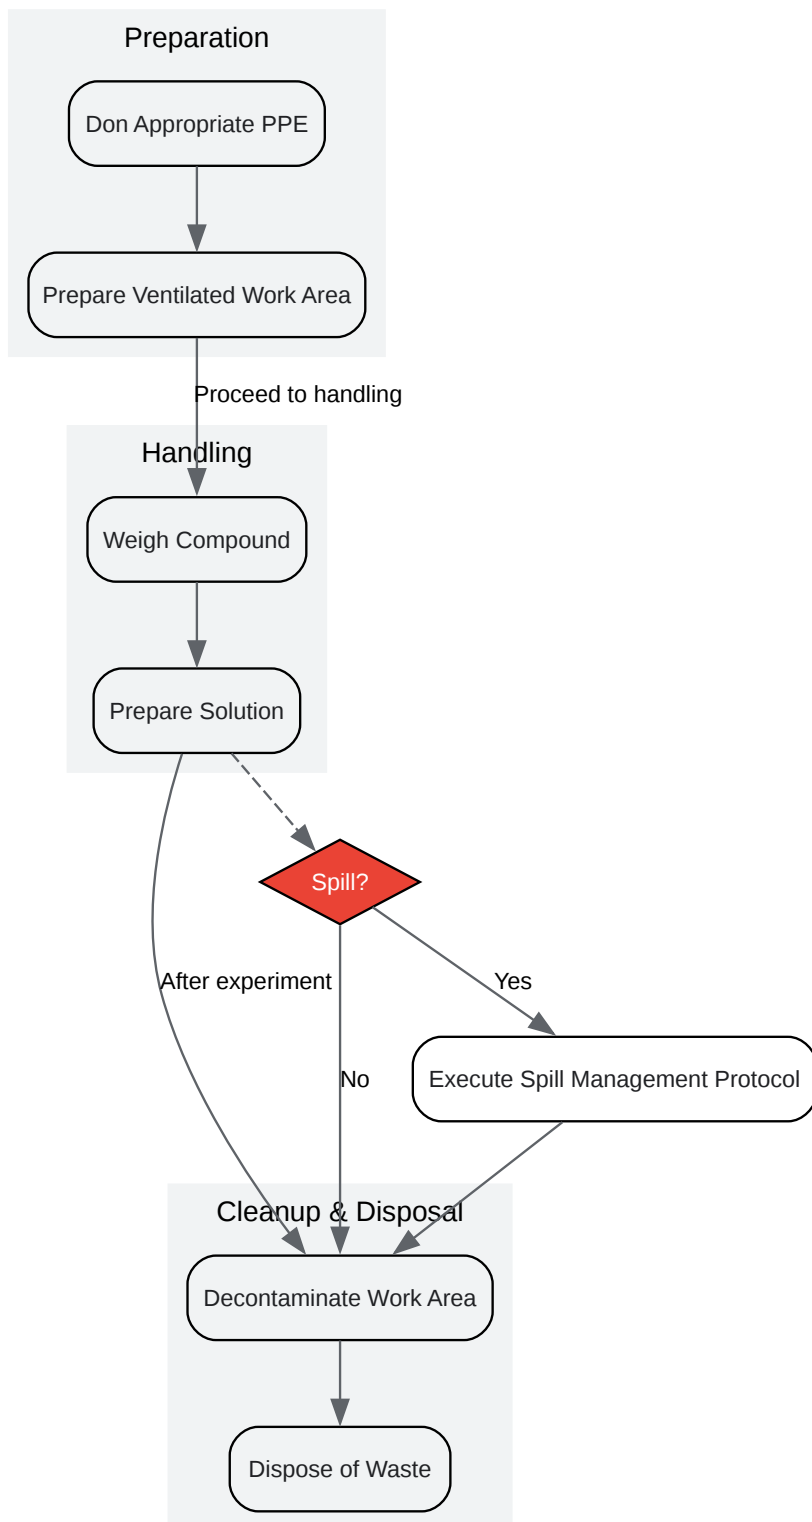 Preparation
Don Appropriate PPE
Prepare Ventilated Work Area
Proceed to handling
Handling
Weigh Compound
Prepare Solution
Spill?
After experiment
Yes
No
Execute Spill Management Protocol
Cleanup & Disposal
Decontaminate Work Area
Dispose of Waste